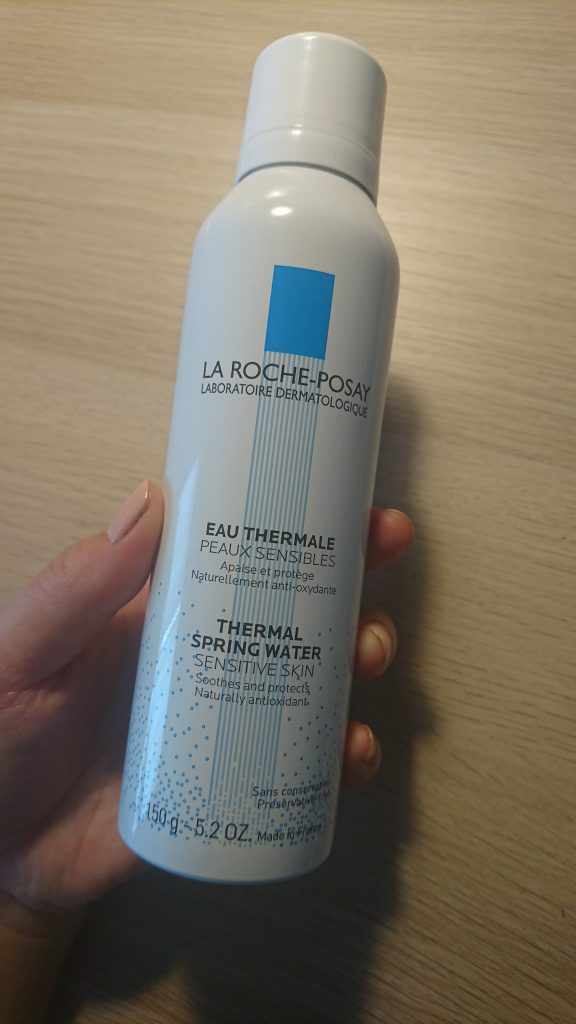 LA ROCHE-POSAY
LABORATOIRE DERMATOLOGIQUE
EAU THERMALE
PEAUX SENSIBLES
Apaise et protège
Naturellement anti-oxydante
THERMAL
SPRING WATER
SENSITIVE SKIN
Soothes and protects
Naturally antioxidant
Sans
150 g - 5.2 OZ. Made in France